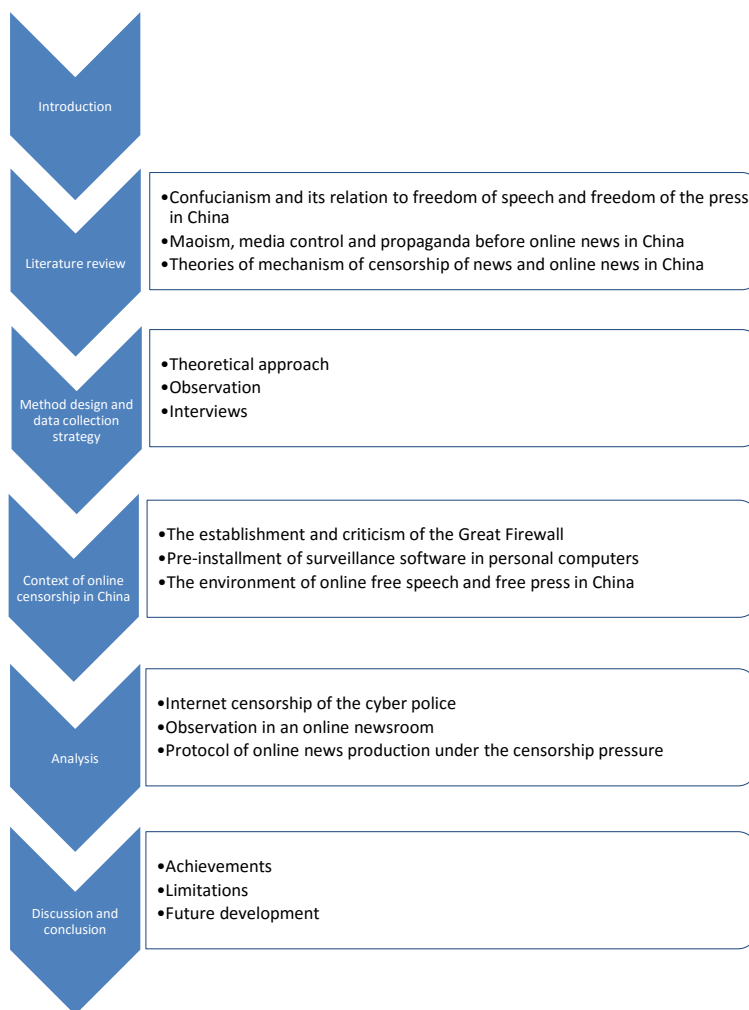 Introduction
Literature review
•Confucianism and its relation to freedom of speech and freedom of the press
in China
•Maoism, media control and propaganda before online news in China
•Theories of mechanism of censorship of news and online news in China
Method design and
data collection
strategy
•Theoretical approach
•Observation
•Interviews
Context of online
censorship in China
•The establishment and criticism of the Great Firewall
•Pre-installment of surveillance software in personal computers
•The environment of online free speech and free press in China
Analysis
•Internet censorship of the cyber police
•Observation in an online newsroom
•Protocol of online news production under the censorship pressure
Discussion and
conclusion
•Achievements
•Limitations
•Future development